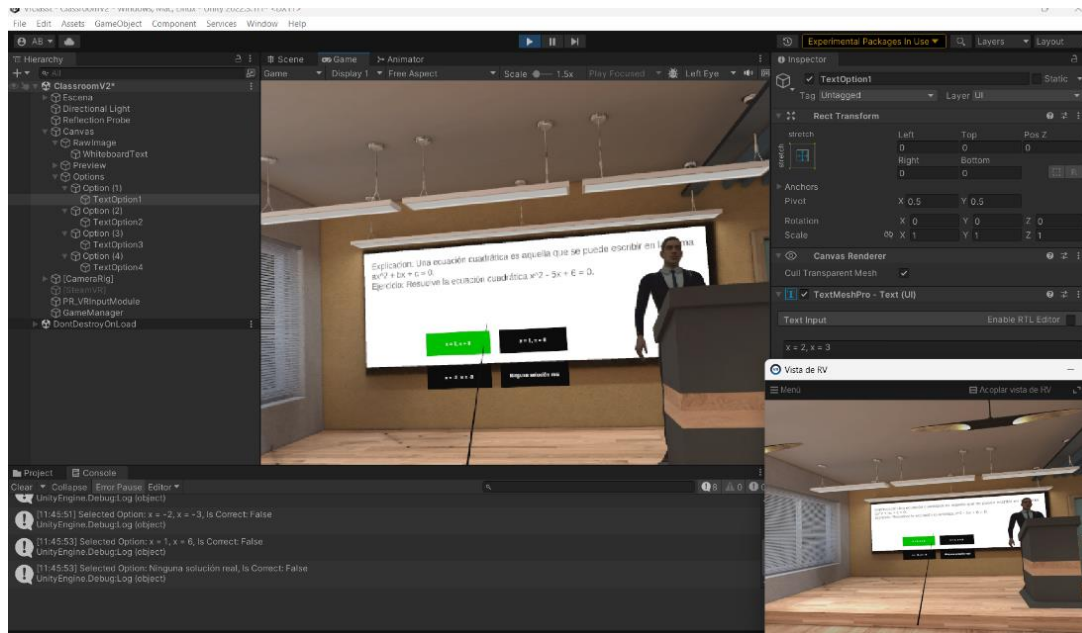 File Edit Assets GameObject Component Services Window Help
AB
Experimental Packages In Use
Layers
Layout
Hierarchy
Scene
Game
Animator
Inspector
All
Game
Display 1
Free Aspect
Scale
1.5x
Play Focused
Left Eye
ClassroomV2*
Escena
Directional Light
Reflection Probe
Canvas
RawImage
WhiteboardText
Preview
Options
Option (1)
TextOption1
Option (2)
TextOption2
Option (3)
TextOption3
Option (4)
TextOption4
[CameraRig]
[SteamVR]
PR_VRInputModule
GameManager
DontDestroyOnLoad
Explicacion: Una ecuación cuadrática es aquella que se puede escribir en la
ax^2 + bx + c = 0.
Ejercicio: Resuelve la ecuación cuadrática x^2 - 5x + 6 = 0.
Ninguna solución real
TextOption1
Static
Tag Untagged Layer UI
Rect Transform
stretch Left Top Pos Z
0 0 0
stretch
Right Bottom
0 0
R
Anchors
Pivot X 0.5 Y 0.5
Rotation X 0 Y 0 Z 0
Scale X 1 Y 1 Z 1
Canvas Renderer
Cull Transparent Mesh
TextMeshPro - Text (UI)
Text Input Enable RTL Editor
x = 2, x = 3
Vista de RV
Menú Acoplar vista de RV
Project Console
Clear Collapse Error Pause Editor
8 0
UnityEngine.Debug:Log (object)
[11:45:51] Selected Option: x = -2, x = -3, Is Correct: False
UnityEngine.Debug:Log (object)
[11:45:53] Selected Option: x = 1, x = 6, Is Correct: False
UnityEngine.Debug:Log (object)
[11:45:53] Selected Option: Ninguna solución real, Is Correct: False
UnityEngine.Debug:Log (object)